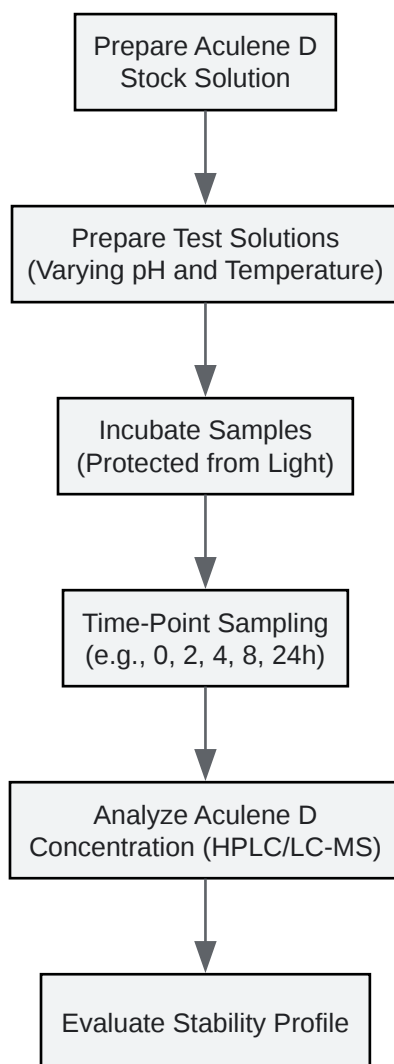 Prepare Aculene D
Stock Solution
Prepare Test Solutions
(Varying pH and Temperature)
Incubate Samples
(Protected from Light)
Time-Point Sampling
(e.g., 0, 2, 4, 8, 24h)
Analyze Aculene D
Concentration (HPLC/LC-MS)
Evaluate Stability Profile